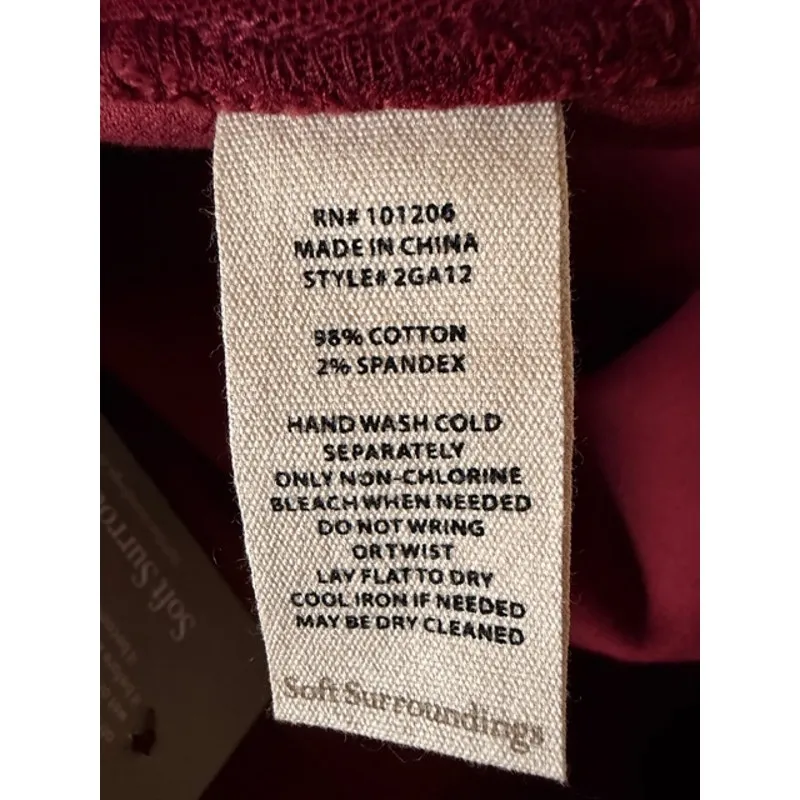 RN# 101206
MADE IN CHINA
STYLE# 2GA12
98% COTTON
2% SPANDEX
HAND WASH COLD
SEPARATELY
ONLY NON-CHLORINE
BLEACH WHEN NEEDED
DO NOT WRING
OR TWIST
LAY FLAT TO DRY
COOL IRON IF NEEDED
MAY BE DRY CLEANED
Soft Surroundings
Soft Surro